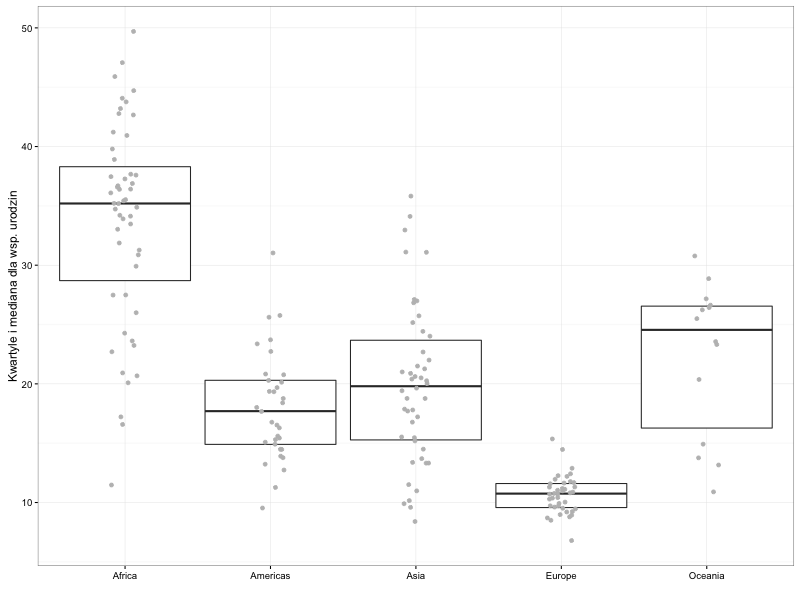 Kwartyle i mediana dla wsp. urodzin
50
40
30
20
10
Africa
Americas
Asia
Europe
Oceania